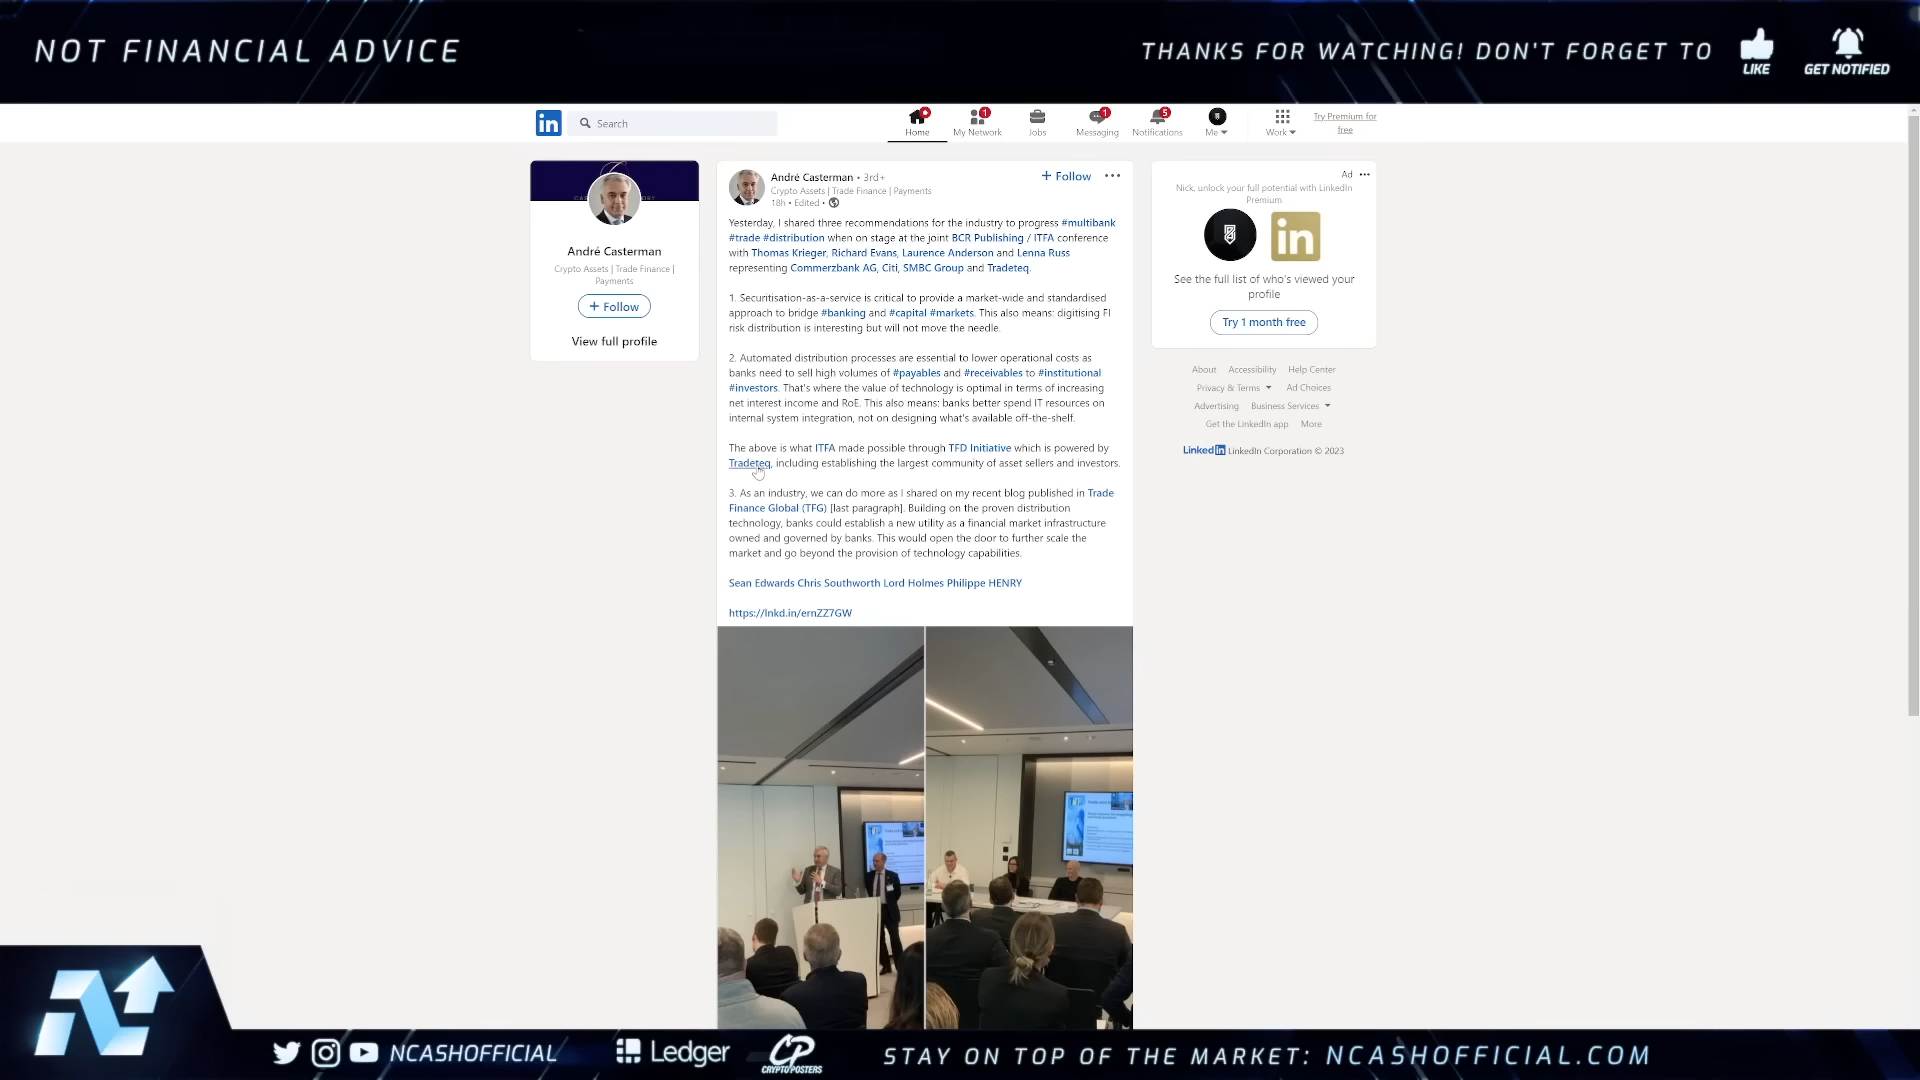 NOT FINANCIAL ADVICE
THANKS FOR WATCHING! DON'T FORGET TO
LIKE
GET NOTIFIED
in
Search
Home
1
My Network
Jobs
1
Messaging
5
Notifications
Me
Work
Try Premium for
free
André Casterman
Crypto Assets | Trade Finance |
Payments
+ Follow
View full profile
André Casterman • 3rd+
Crypto Assets | Trade Finance | Payments
18h • Edited •
+ Follow
Yesterday, I shared three recommendations for the industry to progress #multibank
#trade #distribution when on stage at the joint BCR Publishing / ITFA conference
with Thomas Krieger, Richard Evans, Laurence Anderson and Lenna Russ
representing Commerzbank AG, Citi, SMBC Group and Tradeteq.
1. Securitisation-as-a-service is critical to provide a market-wide and standardised
approach to bridge #banking and #capital #markets. This also means: digitising FI
risk distribution is interesting but will not move the needle.
2. Automated distribution processes are essential to lower operational costs as
banks need to sell high volumes of #payables and #receivables to #institutional
#investors. That's where the value of technology is optimal in terms of increasing
net interest income and RoE. This also means: banks better spend IT resources on
internal system integration, not on designing what's available off-the-shelf.
The above is what ITFA made possible through TFD Initiative which is powered by
Tradeteq, including establishing the largest community of asset sellers and investors.
3. As an industry, we can do more as I shared on my recent blog published in Trade
Finance Global (TFG) [last paragraph]. Building on the proven distribution
technology, banks could establish a new utility as a financial market infrastructure
owned and governed by banks. This would open the door to further scale the
market and go beyond the provision of technology capabilities.
Sean Edwards Chris Southworth Lord Holmes Philippe HENRY
https://lnkd.in/ernZZ7GW
Ad
Nick, unlock your full potential with LinkedIn
Premium
in
See the full list of who's viewed your
profile
Try 1 month free
About Accessibility Help Center
Privacy & Terms Ad Choices
Advertising Business Services
Get the LinkedIn app More
LinkedIn LinkedIn Corporation © 2023
NCASHOFFICIAL
Ledger
CP
CRYPTOPOSTERS
STAY ON TOP OF THE MARKET: NCASHOFFICIAL.COM